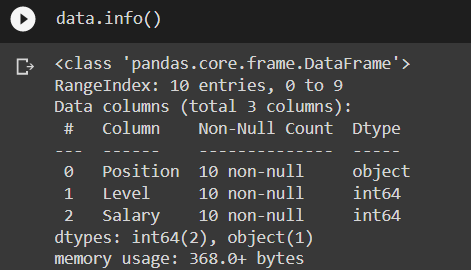 data.info()
<class 'pandas.core.frame.DataFrame'>
RangeIndex: 10 entries, 0 to 9
Data columns (total 3 columns):
 #   Column    Non-Null Count  Dtype
---  ------    --------------  -----
 0   Position  10 non-null     object
 1   Level     10 non-null     int64
 2   Salary    10 non-null     int64
dtypes: int64(2), object(1)
memory usage: 368.0+ bytes